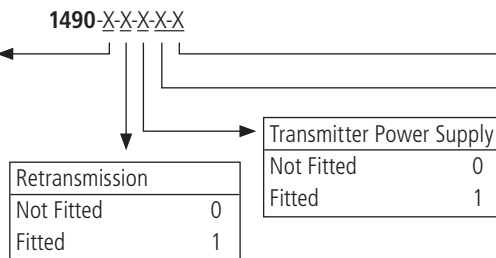 1490-X-X-X-X-X
Transmitter Power Supply
Not Fitted 0
Fitted 1
Retransmission
Not Fitted 0
Fitted 1